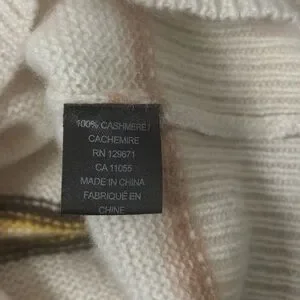 100% CASHMERE/
CACHEMIRE
RN 129671
CA 11055
MADE IN CHINA
FABRIQUÉ EN
CHINE